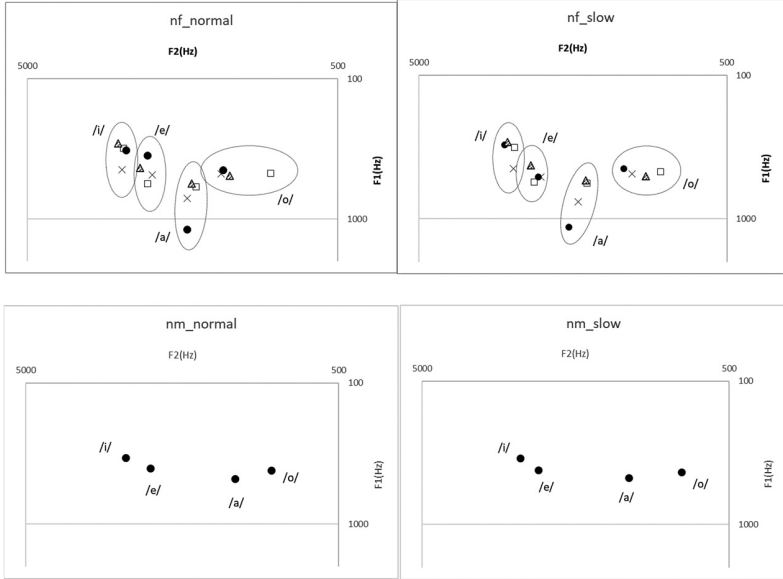 nf_normal
F2(Hz)
5000 500
100
/i/ /e/
F1(Hz)
/o/
1000
/a/
nf_slow
F2(Hz)
5000 500
100
/i/ /e/
F1(Hz)
/o/
1000
/a/
nm_normal
F2(Hz)
5000 500
100
/i/
F1(Hz)
/e/ /o/
/a/
1000
nm_slow
F2(Hz)
5000 500
100
/i/
F1(Hz)
/e/ /o/
/a/
1000